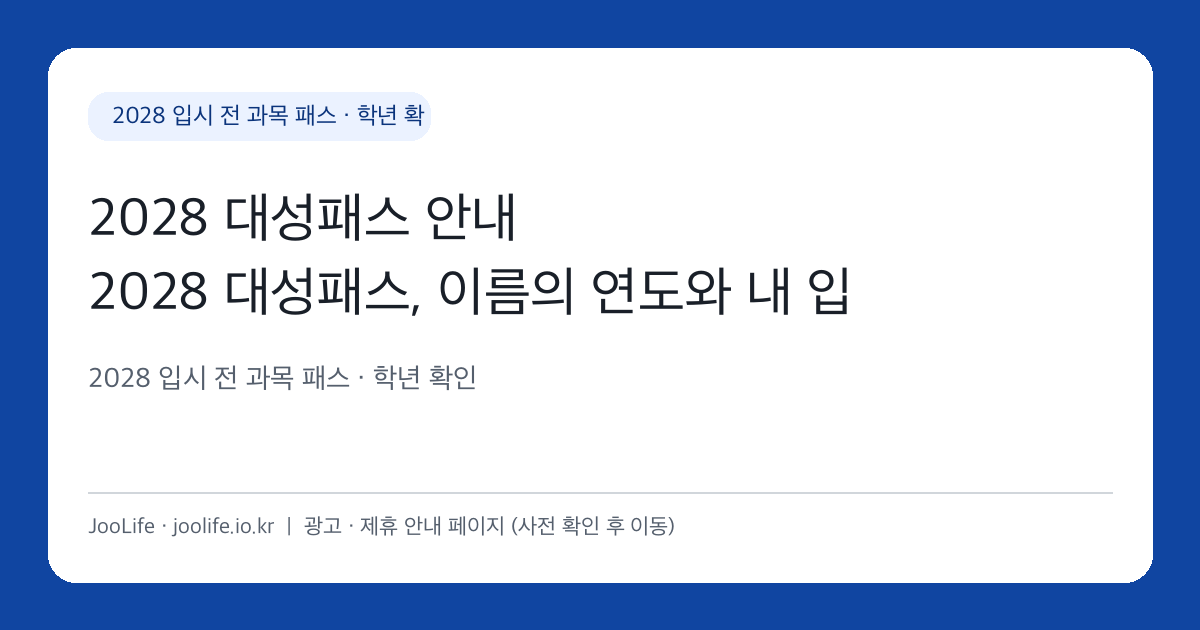 2028 입시 전 과목 패스 · 학년 확
2028 대성패스 안내
2028 대성패스, 이름의 연도와 내 입
2028 입시 전 과목 패스 · 학년 확인
JooLife · joolife.io.kr | 광고 · 제휴 안내 페이지 (사전 확인 후 이동)